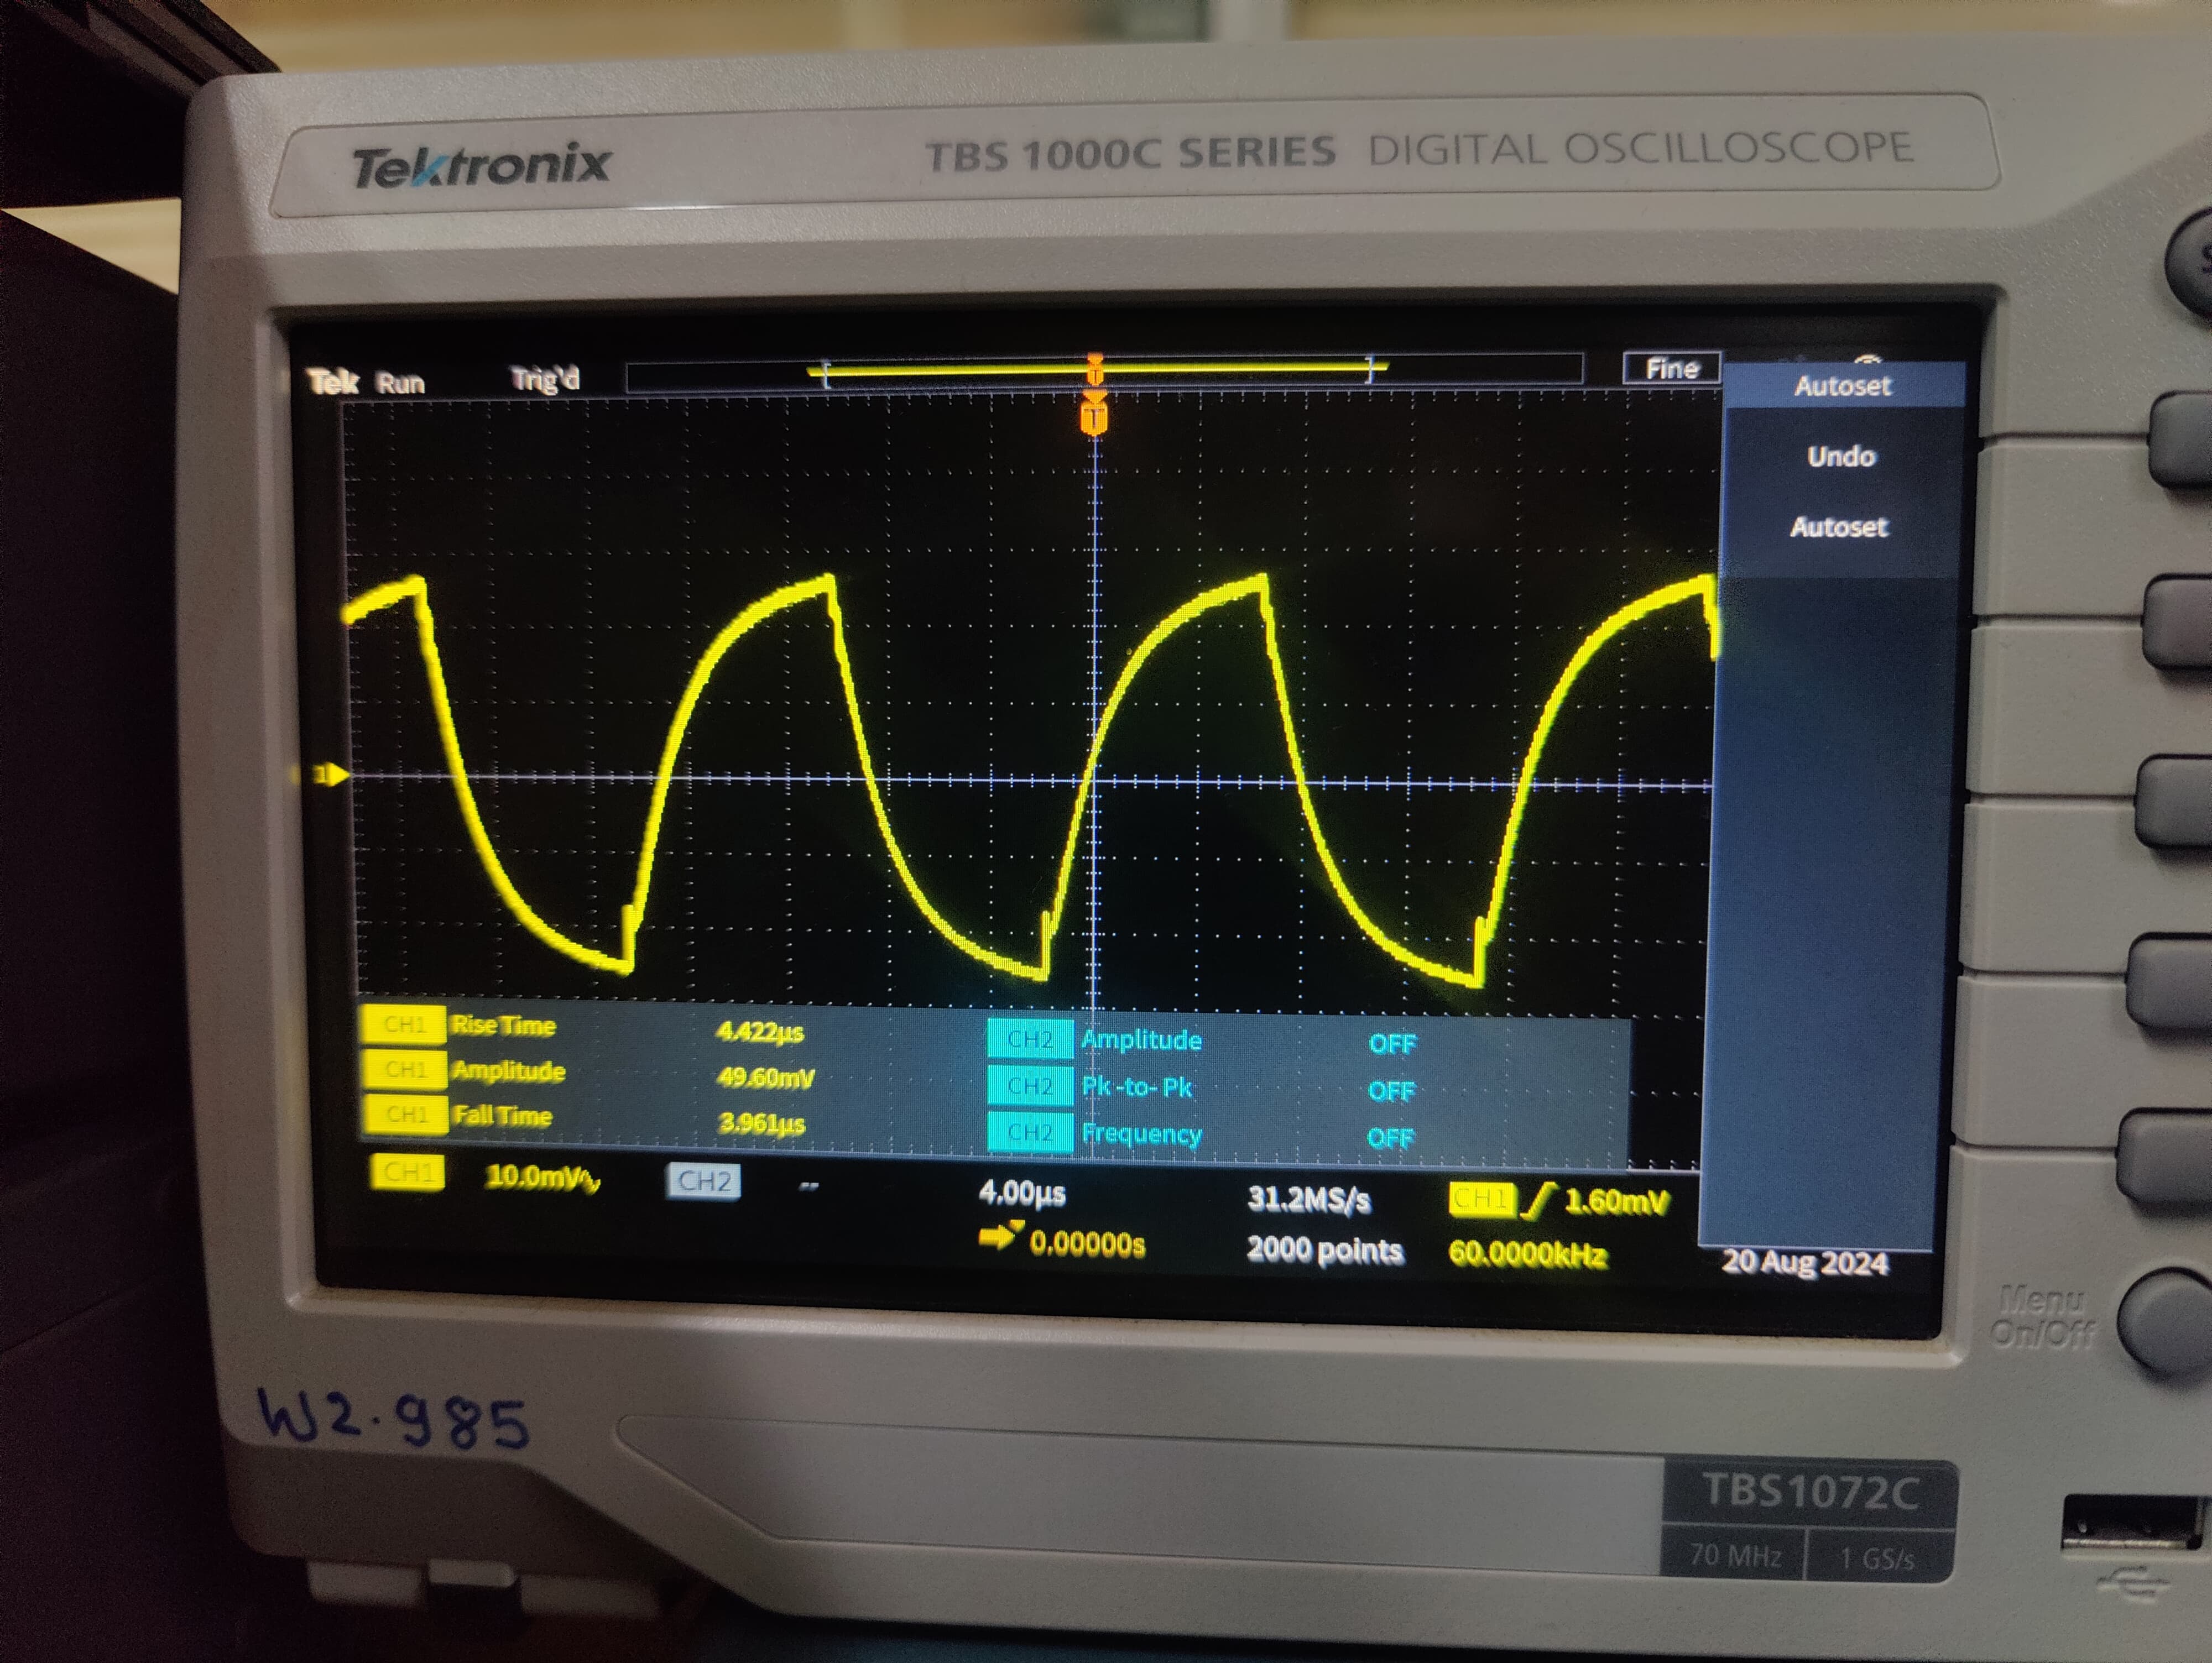 Tektronix
TBS 1000C SERIES DIGITAL OSCILLOSCOPE
Tek Run Trig'd
T
Fine
Autoset
T
Undo
Autoset
1
CH1 Rise Time 4.422µs CH2 Amplitude OFF
CH1 Amplitude 49.60mV CH2 Pk-to-Pk OFF
CH1 Fall Time 3.961µs CH2 Frequency OFF
CH1 10.0mV CH2 -- 4.00µs 31.2MS/s CH1 1.60mV
0.00000s 2000 points 60.0000kHz
20 Aug 2024
Menu
On/Off
W2.985
TBS1072C
70 MHz 1 GS/s